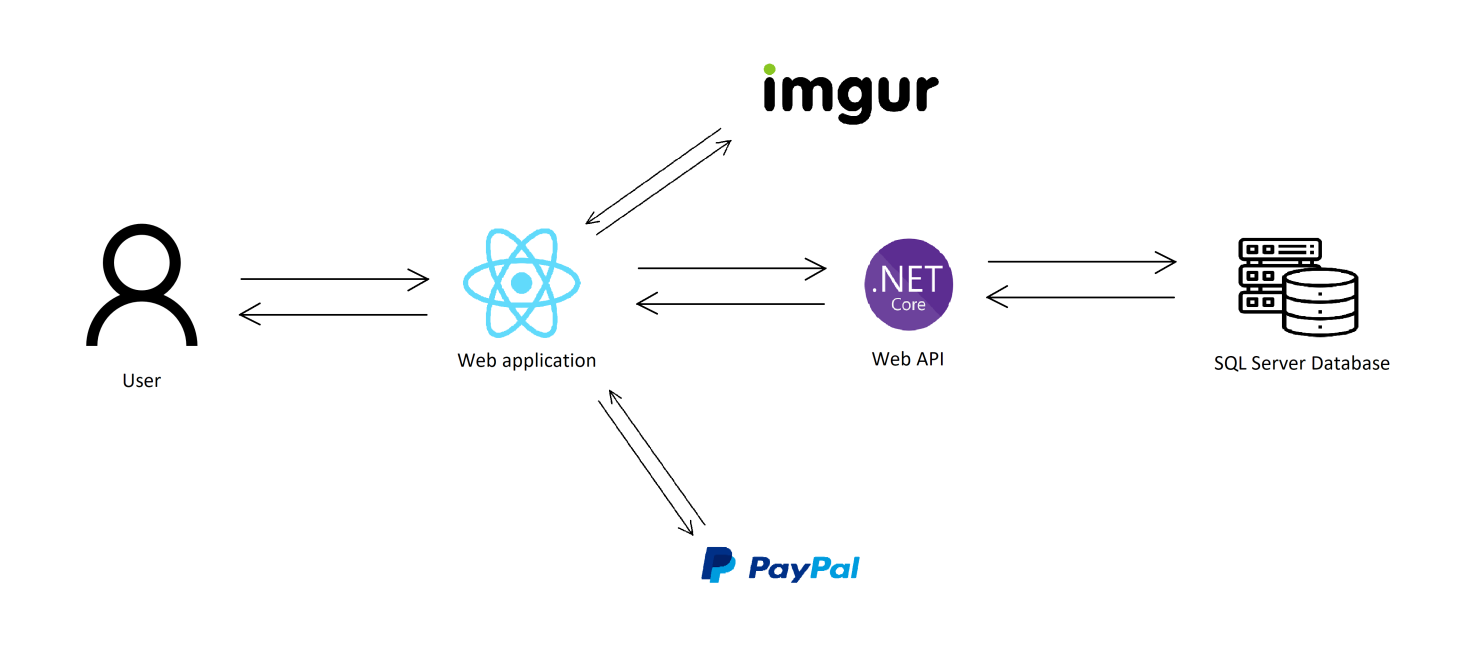 imgur
.NET
Core
Web application
Web API
SQL Server Database
User
PayPal